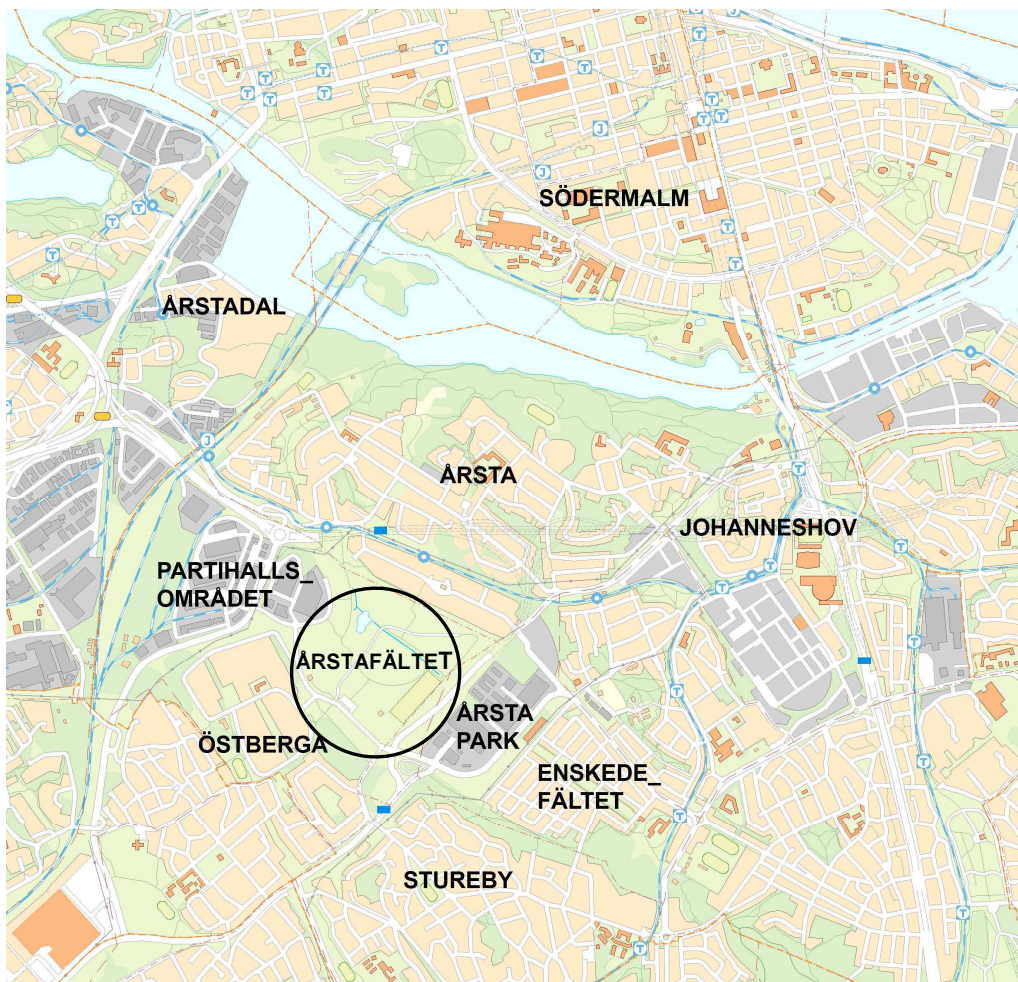 SÖDERMALM
ÅRSTADAL
ÅRSTA
JOHANNESHOV
PARTIHALLS_
OMRÅDET
ÅRSTAFÄLTET
ÅRSTA
PARK
ÖSTBERGA
ENSKEDE_
FÄLTET
STUREBY